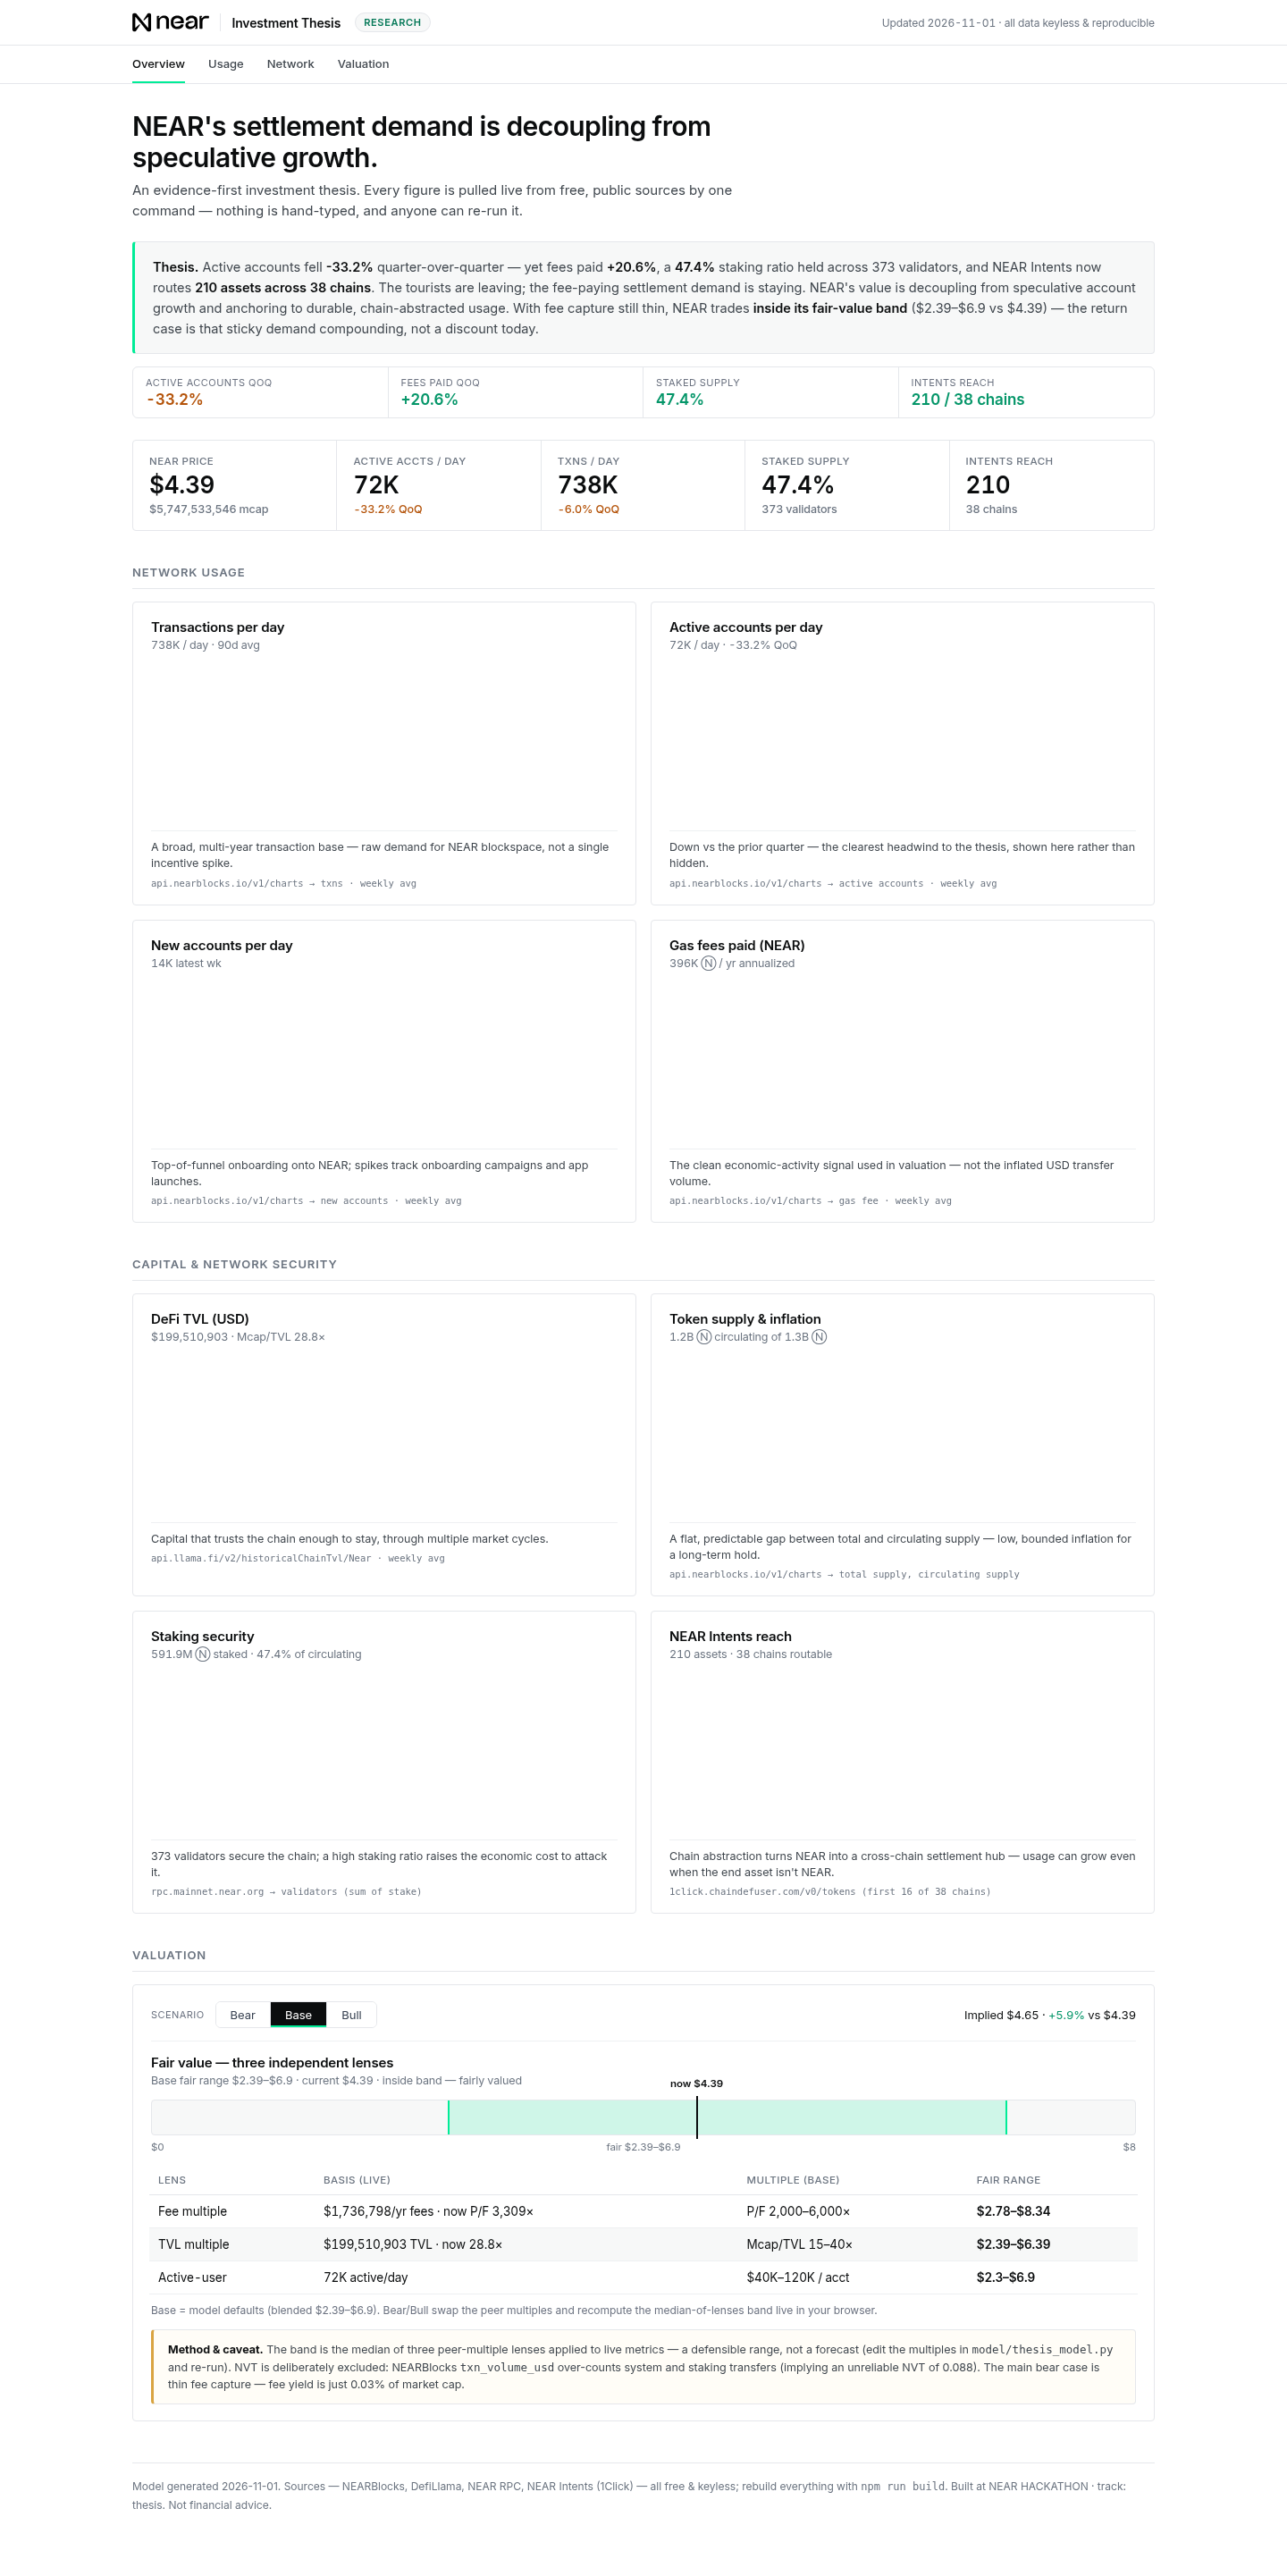 near Investment Thesis RESEARCH Updated 2026-11-01 · all data keyless & reproducible
Overview Usage Network Valuation
NEAR's settlement demand is decoupling from
speculative growth.
An evidence-first investment thesis. Every figure is pulled live from free, public sources by one
command — nothing is hand-typed, and anyone can re-run it.
Thesis. Active accounts fell -33.2% quarter-over-quarter — yet fees paid +20.6%, a 47.4% staking ratio held across 373 validators, and NEAR Intents now
routes 210 assets across 38 chains. The tourists are leaving; the fee-paying settlement demand is staying. NEAR's value is decoupling from speculative account
growth and anchoring to durable, chain-abstracted usage. With fee capture still thin, NEAR trades inside its fair-value band ($2.39–$6.9 vs $4.39) — the return
case is that sticky demand compounding, not a discount today.
ACTIVE ACCOUNTS QOQ FEES PAID QOQ STAKED SUPPLY INTENTS REACH
-33.2% +20.6% 47.4% 210 / 38 chains
NEAR PRICE ACTIVE ACCTS / DAY TXNS / DAY STAKED SUPPLY INTENTS REACH
$4.39 72K 738K 47.4% 210
$5,747,533,546 mcap -33.2% QoQ -6.0% QoQ 373 validators 38 chains
NETWORK USAGE
Transactions per day
738K / day · 90d avg
A broad, multi-year transaction base — raw demand for NEAR blockspace, not a single
incentive spike.
api.nearblocks.io/v1/charts → txns · weekly avg
Active accounts per day
72K / day · -33.2% QoQ
Down vs the prior quarter — the clearest headwind to the thesis, shown here rather than
hidden.
api.nearblocks.io/v1/charts → active accounts · weekly avg
New accounts per day
14K latest wk
Top-of-funnel onboarding onto NEAR; spikes track onboarding campaigns and app
launches.
api.nearblocks.io/v1/charts → new accounts · weekly avg
Gas fees paid (NEAR)
396K Ⓝ / yr annualized
The clean economic-activity signal used in valuation — not the inflated USD transfer
volume.
api.nearblocks.io/v1/charts → gas fee · weekly avg
CAPITAL & NETWORK SECURITY
DeFi TVL (USD)
$199,510,903 · Mcap/TVL 28.8×
Capital that trusts the chain enough to stay, through multiple market cycles.
api.llama.fi/v2/historicalChainTvl/Near · weekly avg
Token supply & inflation
1.2B Ⓝ circulating of 1.3B Ⓝ
A flat, predictable gap between total and circulating supply — low, bounded inflation for
a long-term hold.
api.nearblocks.io/v1/charts → total supply, circulating supply
Staking security
591.9M Ⓝ staked · 47.4% of circulating
373 validators secure the chain; a high staking ratio raises the economic cost to attack
it.
rpc.mainnet.near.org → validators (sum of stake)
NEAR Intents reach
210 assets · 38 chains routable
Chain abstraction turns NEAR into a cross-chain settlement hub — usage can grow even
when the end asset isn't NEAR.
1click.chaindefuser.com/v0/tokens (first 16 of 38 chains)
VALUATION
SCENARIO Bear Base Bull Implied $4.65 · +5.9% vs $4.39
Fair value — three independent lenses
Base fair range $2.39–$6.9 · current $4.39 · inside band — fairly valued
now $4.39
$0 fair $2.39–$6.9 $8
LENS BASIS (LIVE) MULTIPLE (BASE) FAIR RANGE
Fee multiple $1,736,798/yr fees · now P/F 3,309× P/F 2,000–6,000× $2.78–$8.34
TVL multiple $199,510,903 TVL · now 28.8× Mcap/TVL 15–40× $2.39–$6.39
Active-user 72K active/day $40K–120K / acct $2.3–$6.9
Base = model defaults (blended $2.39–$6.9). Bear/Bull swap the peer multiples and recompute the median-of-lenses band live in your browser.
Method & caveat. The band is the median of three peer-multiple lenses applied to live metrics — a defensible range, not a forecast (edit the multiples in model/thesis_model.py
and re-run). NVT is deliberately excluded: NEARBlocks txn_volume_usd over-counts system and staking transfers (implying an unreliable NVT of 0.088). The main bear case is
thin fee capture — fee yield is just 0.03% of market cap.
Model generated 2026-11-01. Sources — NEARBlocks, DefiLlama, NEAR RPC, NEAR Intents (1Click) — all free & keyless; rebuild everything with npm run build. Built at NEAR HACKATHON · track:
thesis. Not financial advice.